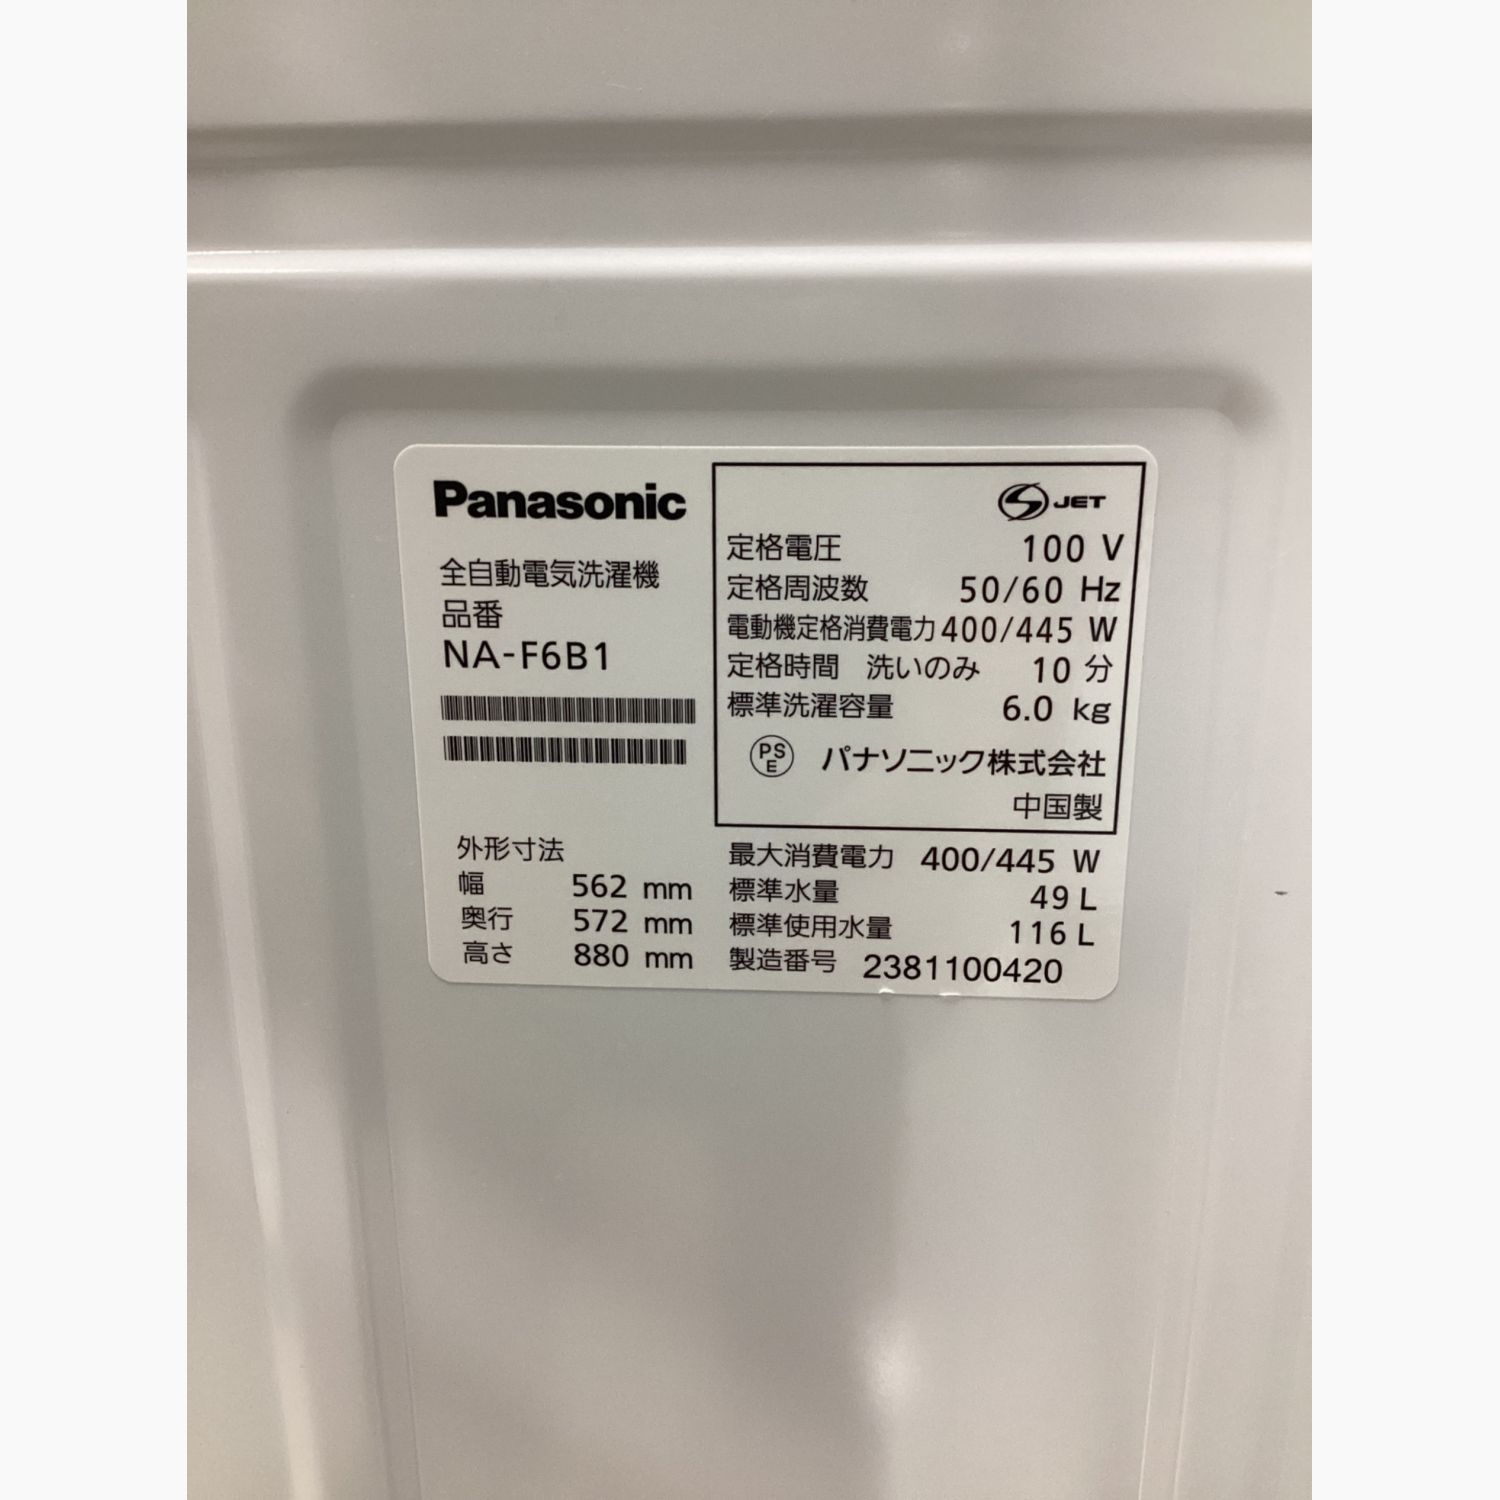 Panasonic
全自動電気洗濯機
品番
NA-F6B1
JET
定格電圧 100 V
定格周波数 50/60 Hz
電動機定格消費電力 400/445 W
定格時間 洗いのみ 10 分
標準洗濯容量 6.0 kg
PSE パナソニック株式会社
中国製
外形寸法
幅 562 mm
奥行 572 mm
高さ 880 mm
最大消費電力 400/445 W
標準水量 49 L
標準使用水量 116 L
製造番号 2381100420